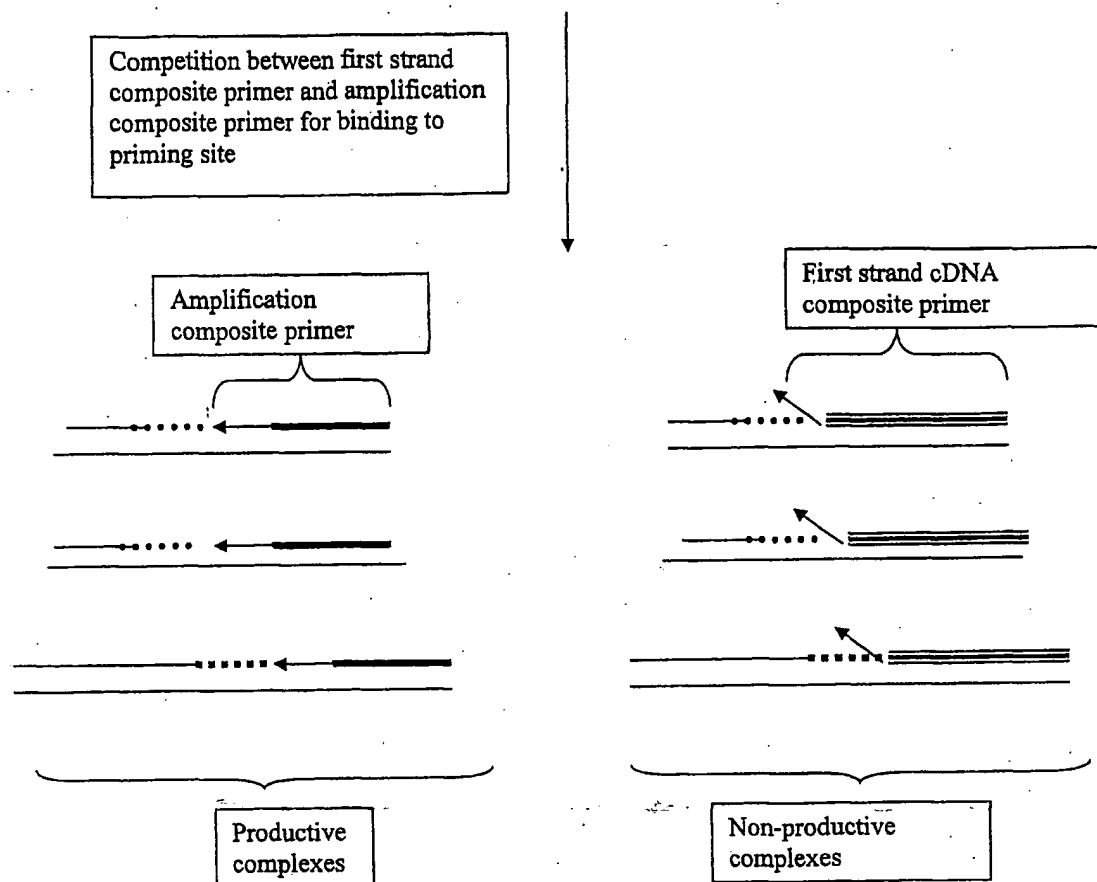 Competition between first strand
composite primer and amplification
composite primer for binding to
priming site
Amplification
composite primer
First strand cDNA
composite primer
Productive
complexes
Non-productive
complexes